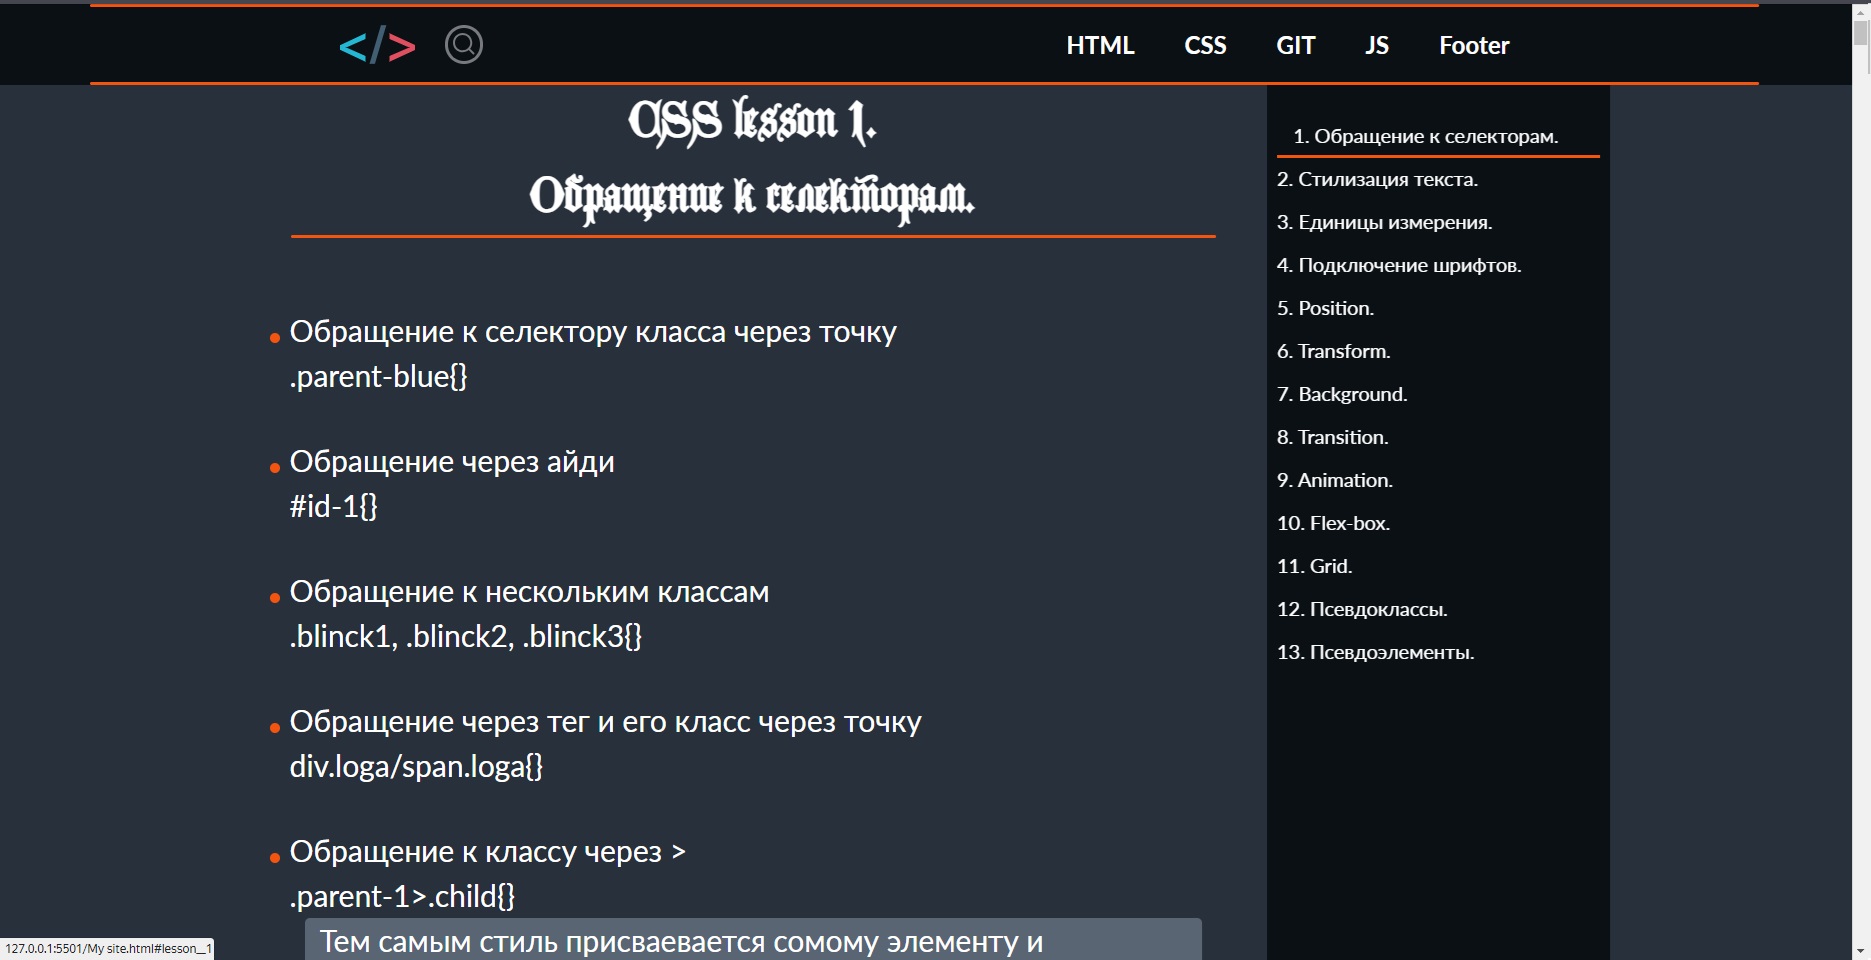 </>
HTML CSS GIT JS Footer
CSS lesson 1.
Обращение к селекторам.
Обращение к селектору класса через точку
.parent-blue{}
Обращение через айди
#id-1{}
Обращение к нескольким классам
.blinck1, .blinck2, .blinck3{}
Обращение через тег и его класс через точку
div.loga/span.loga{}
Обращение к классу через >
.parent-1>.child{}
Тем самым стиль присваевается сомому элементу и
1. Обращение к селекторам.
2. Стилизация текста.
3. Единицы измерения.
4. Подключение шрифтов.
5. Position.
6. Transform.
7. Background.
8. Transition.
9. Animation.
10. Flex-box.
11. Grid.
12. Псевдоклассы.
13. Псевдоэлементы.
127.0.0.1:5501/My site.html#lesson__1